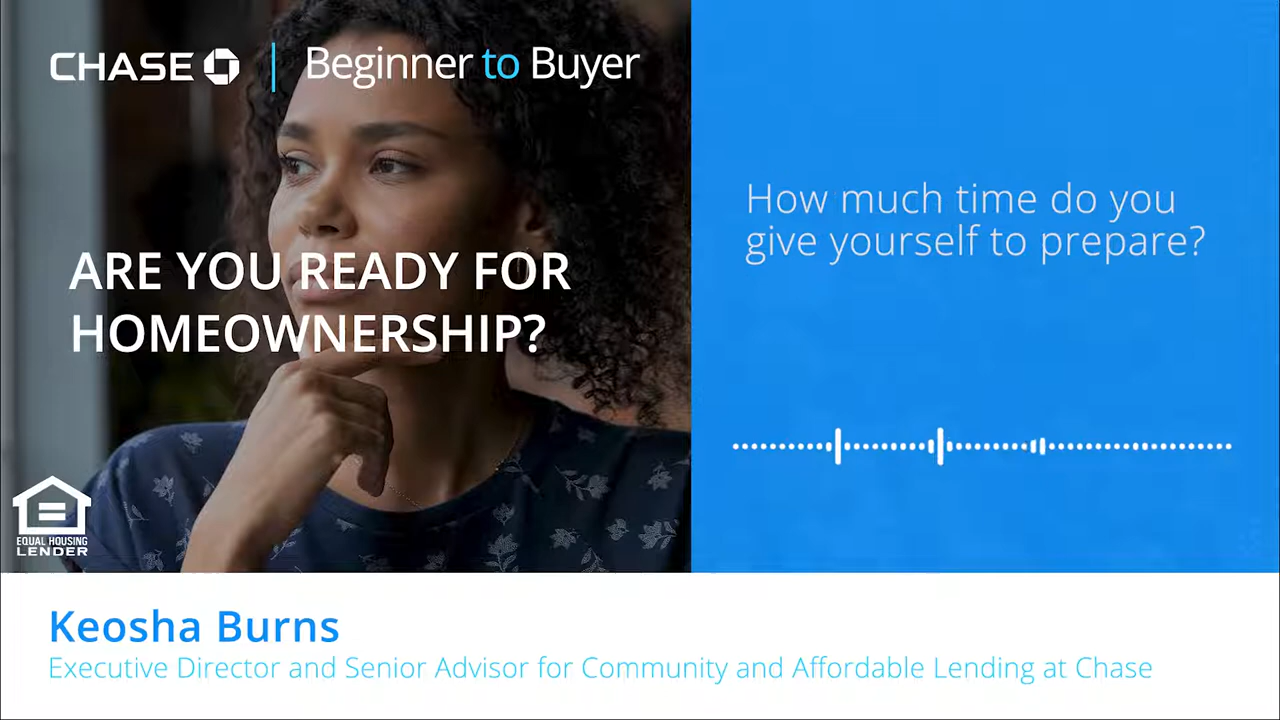 CHASE
Beginner to Buyer
ARE YOU READY FOR
HOMEOWNERSHIP?
How much time do you
give yourself to prepare?
EQUAL HOUSING
LENDER
Keosha Burns
Executive Director and Senior Advisor for Community and Affordable Lending at Chase